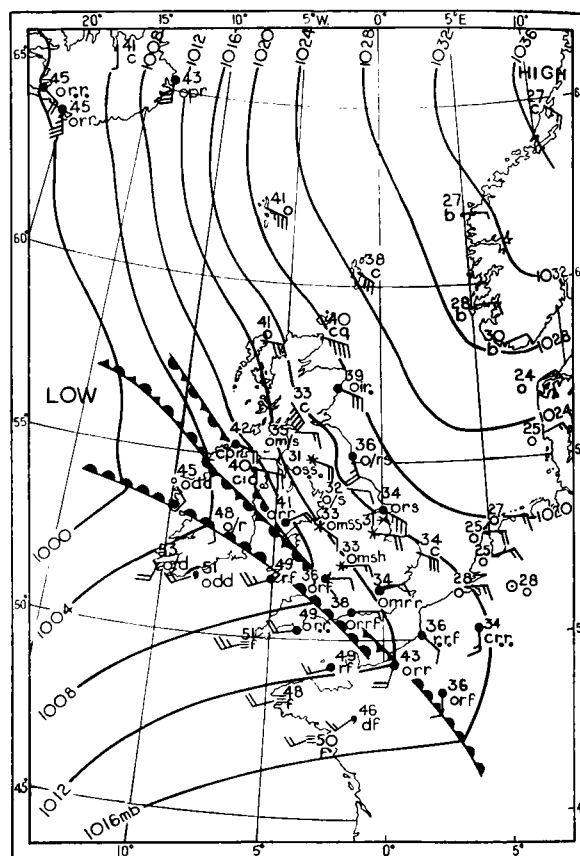 20° 15° 10° 5° W. 0° 5° E
1008 1012 1016 1020 1024 1028 1032 1036
65
41
c
45
orr
45
orr
43
opr
HIGH
27
c
41
27
b
60
38
c
1032
28
b
41
o
40
cq
30
b
1028
39
oir.
24
LOW
33
c
1024
55
42
cprr
35
om/s
36
o/rs
25
31
oss.
45
odd
40
cid
32
o/s
34
ors
1020
41
drr
33
omss
31
27
48
o/r
34
c
25
1000
53
odd
51
odd
49
rf
36
orf
33
omsh
25
50
34
omrr
28
28
1004
49
orr.
38
orrf
36
rrf
34
crr.
51
f
1008
49
rf
43
orr
36
orf
48
f
46
df
1012
50
f
45
1016mb
10° 5° 0° 5°